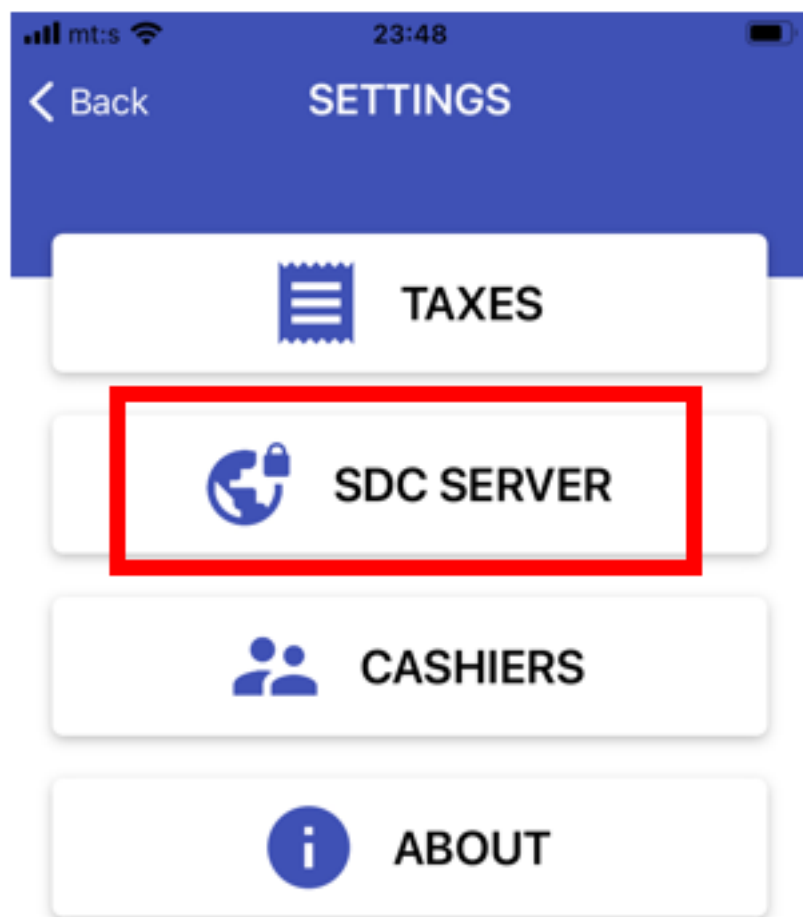 mt:s 23:48
Back SETTINGS
TAXES
SDC SERVER
CASHIERS
ABOUT